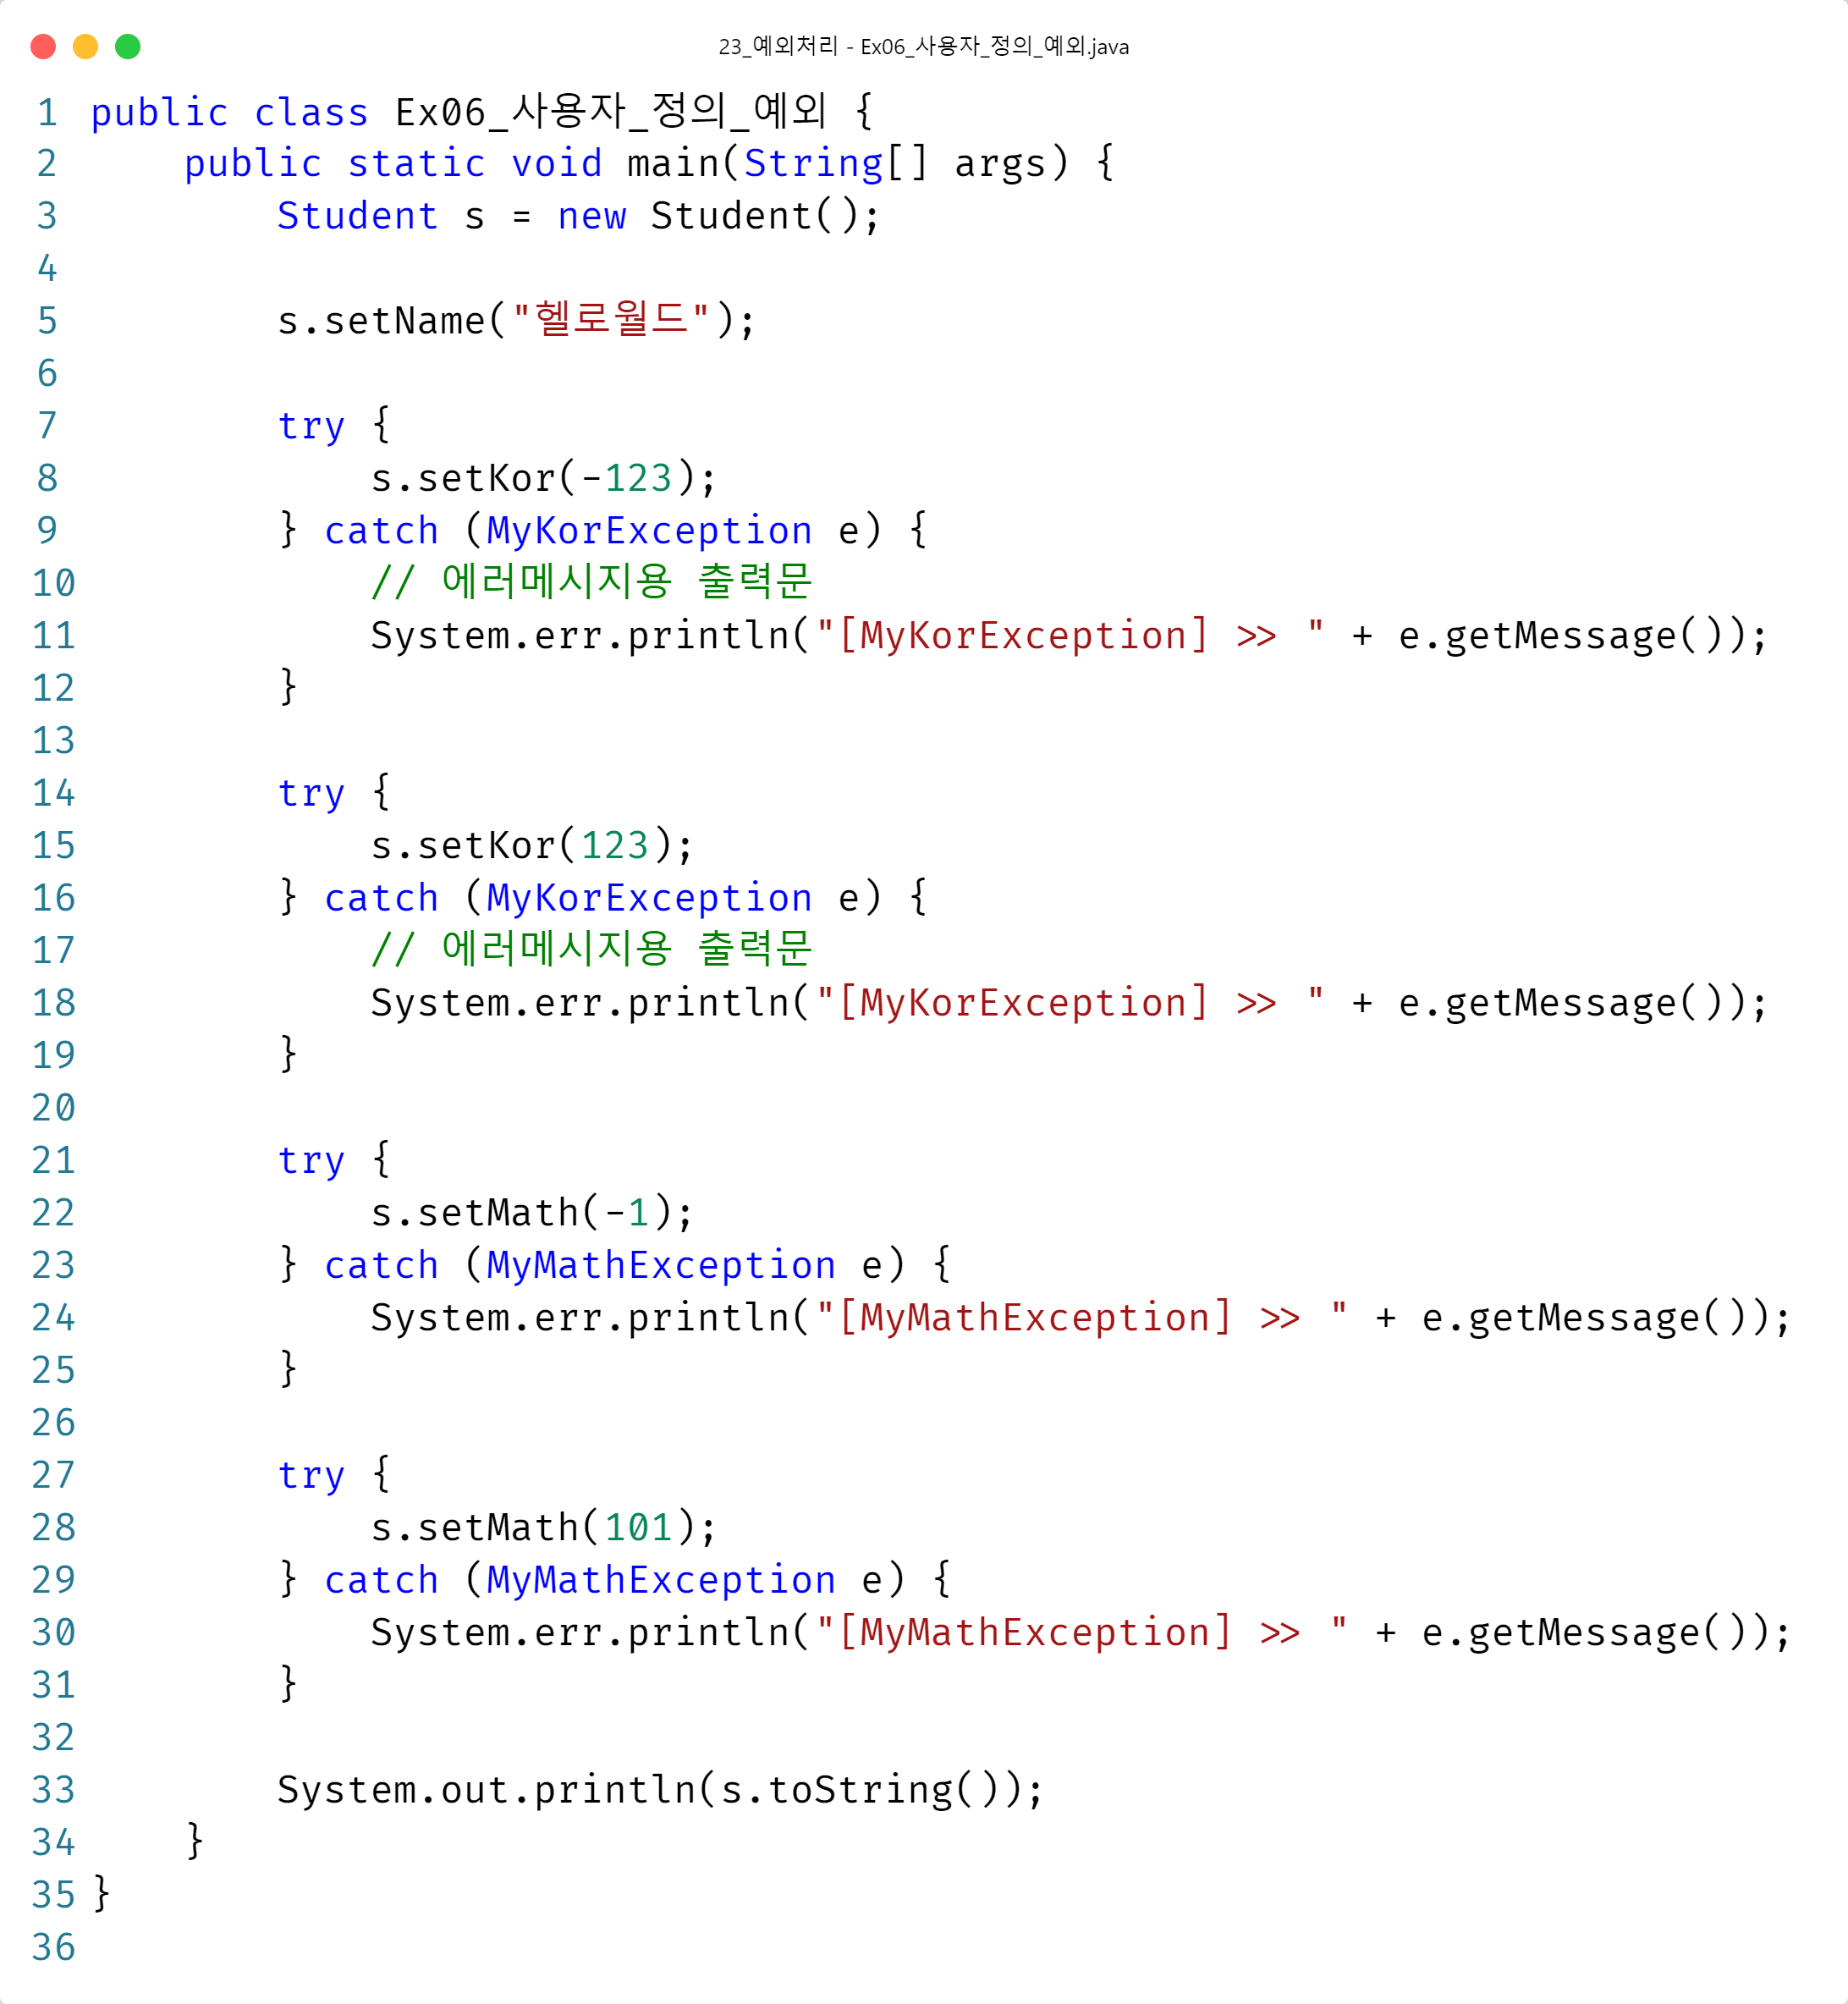 23_예외처리 - Ex06_사용자_정의_예외.java
1 public class Ex06_사용자_정의_예외 {
2     public static void main(String[] args) {
3         Student s = new Student();
4
5         s.setName("헬로월드");
6
7         try {
8             s.setKor(-123);
9         } catch (MyKorException e) {
10             // 에러메시지용 출력문
11             System.err.println("[MyKorException] >> " + e.getMessage());
12         }
13
14         try {
15             s.setKor(123);
16         } catch (MyKorException e) {
17             // 에러메시지용 출력문
18             System.err.println("[MyKorException] >> " + e.getMessage());
19         }
20
21         try {
22             s.setMath(-1);
23         } catch (MyMathException e) {
24             System.err.println("[MyMathException] >> " + e.getMessage());
25         }
26
27         try {
28             s.setMath(101);
29         } catch (MyMathException e) {
30             System.err.println("[MyMathException] >> " + e.getMessage());
31         }
32
33         System.out.println(s.toString());
34     }
35 }
36